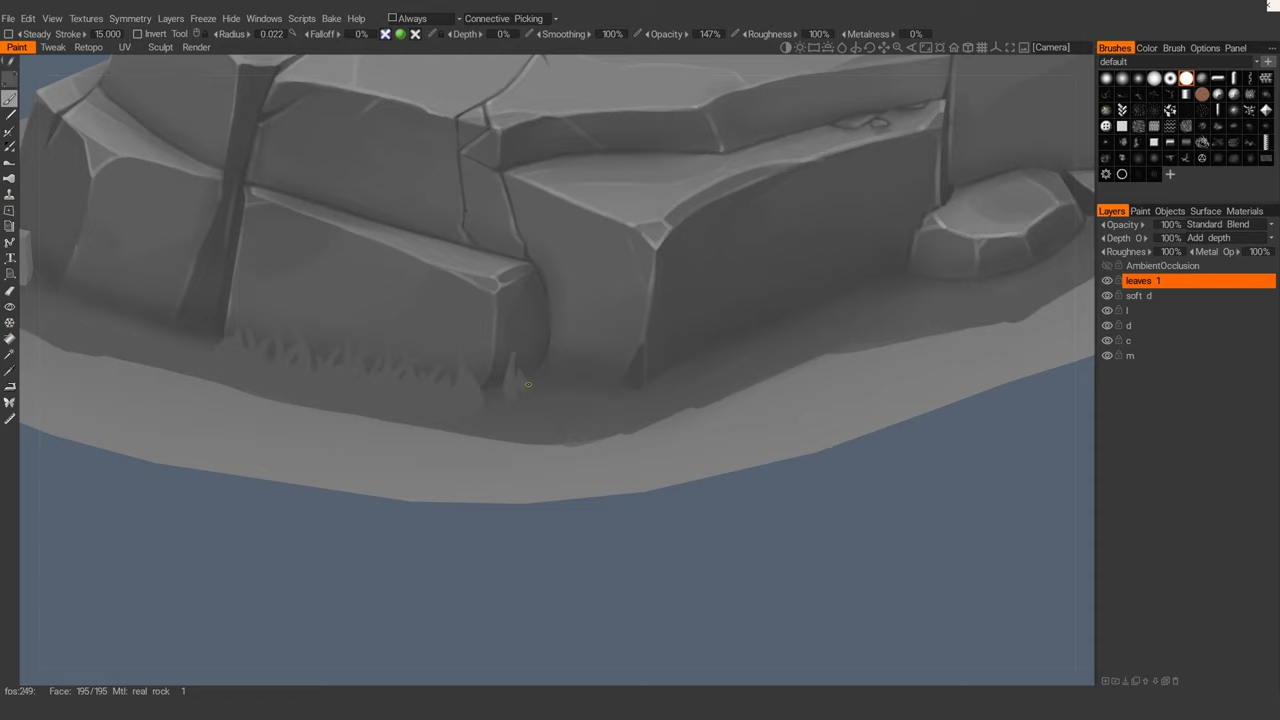 File Edit View Textures Symmetry Layers Freeze Hide Windows Scripts Bake Help Always Connective Picking
Steady Stroke 15.000 Invert Tool Radius 0.022 Falloff 0% Depth 0% Smoothing 100% Opacity 147% Roughness 100% Metalness 0%
Paint Tweak Retopo UV Sculpt Render [Camera] Brushes Color Brush Options Panel
default
Layers Paint Objects Surface Materials
Opacity 100% Standard Blend
Depth O 100% Add depth
Roughnes 100% Metal Op 100%
AmbientOcclusion
leaves 1
soft d
l
d
c
m
fps:249: Face: 195/195 Mtl: real rock 1